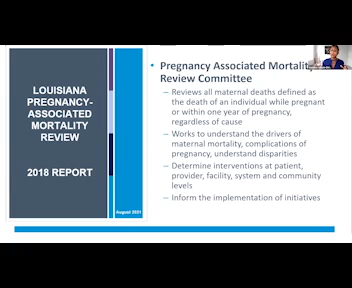 LOUISIANA
PREGNANCY-
ASSOCIATED
MORTALITY
REVIEW
2018 REPORT
August 2021
• Pregnancy Associated Mortality
Review Committee
– Reviews all maternal deaths defined as
the death of an individual while pregnant
or within one year of pregnancy,
regardless of cause
– Works to understand the drivers of
maternal mortality, complications of
pregnancy, understand disparities
– Determine interventions at patient,
provider, facility, system and community
levels
– Inform the implementation of initiatives